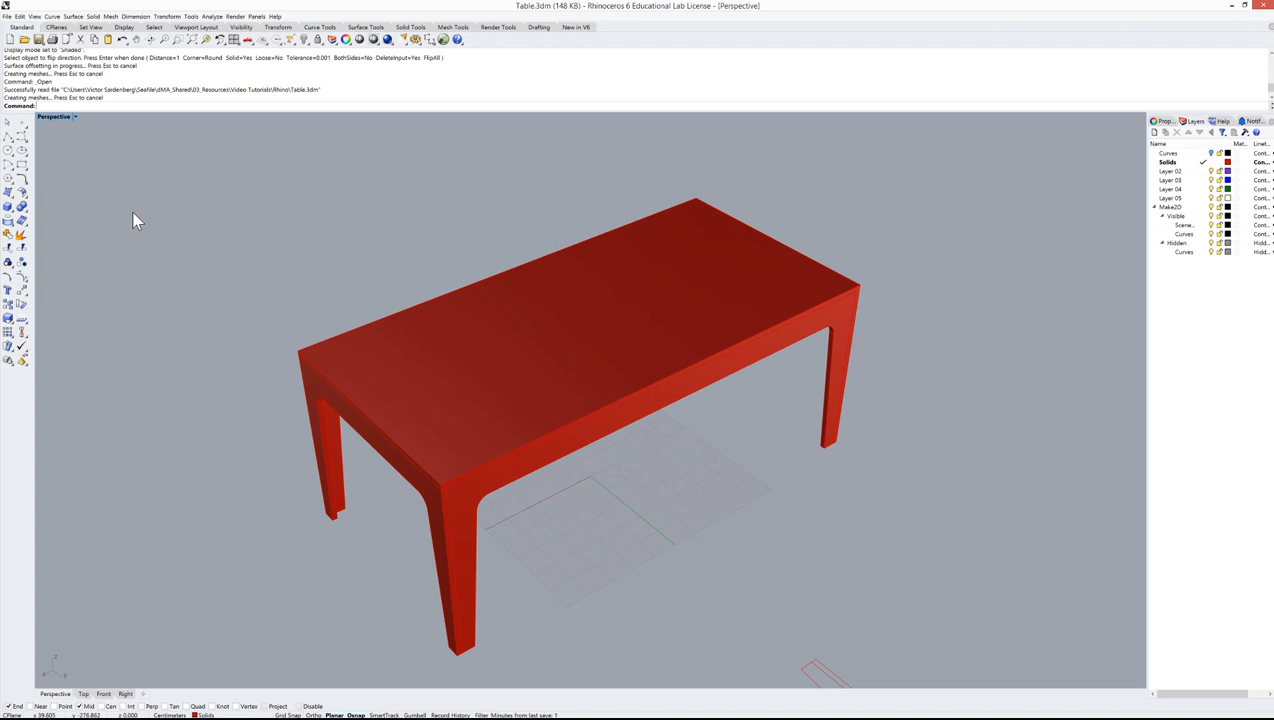 Table.3dm (148 KB) - Rhinoceros 6 Educational Lab License - [Perspective]
File Edit View Curve Surface Solid Mesh Dimension Transform Tools Analyze Render Panels Help
Standard CPlanes Set View Display Select Viewport Layout Visibility Transform Curve Tools Surface Tools Solid Tools Mesh Tools Render Tools Drafting New in V6
Display mode set to "Shaded".
Select object to flip direction. Press Enter when done ( Distance=1 Corner=Round Solid=Yes Loose=No Tolerance=0.001 BothSides=No DeleteInput=Yes FlipAll )
Surface offsetting in progress... Press Esc to cancel
Creating meshes... Press Esc to cancel
Command: _Open
Successfully read file "C:\Users\Victor Sardenberg\Seafile\dMA_Shared\03_Resources\Video Tutorials\Rhino\Table.3dm"
Creating meshes... Press Esc to cancel
Command:
Perspective
Prop... Layers Help Notif...
Name Mat... Linet...
Curves Cont...
Solids Con...
Layer 02 Cont...
Layer 03 Cont...
Layer 04 Cont...
Layer 05 Cont...
Make2D Cont...
Visible Cont...
Scene... Cont...
Curves Cont...
Hidden Hidd...
Curves Hidd...
z
y
Perspective Top Front Right
End Near Point Mid Cen Int Perp Tan Quad Knot Vertex Project Disable
CPlane x 39.605 y -276.862 z 0.000 Centimeters Solids Grid Snap Ortho Planar Osnap SmartTrack Gumball Record History Filter Minutes from last save: 1